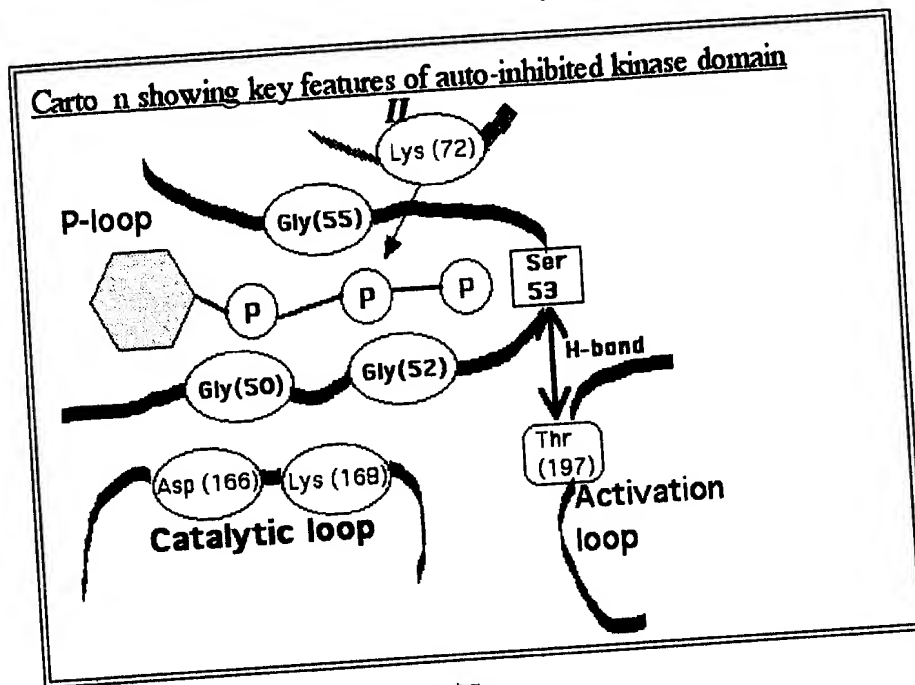 Carto n showing key features of auto-inhibited kinase domain
II
Lys (72)
Gly(55)
P-loop
Ser
53
P
P
P
H-bond
Gly(52)
Gly(50)
Thr
(197)
Asp (166)
Lys (168)
Activation
loop
Catalytic loop